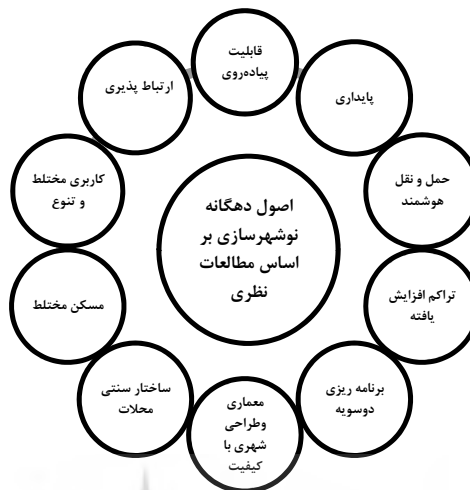 اصول دهگانه
نوشهرسازی بر
اساس مطالعات
نظری
قابلیت
پیاده‌روی
ارتباط پذیری
کاربری مختلط
و تنوع
مسکن مختلط
ساختار سنتی
محلات
معماری
وطراحی
شهری با
کیفیت
برنامه ریزی
دوسویه
تراکم افزایش
یافته
حمل و نقل
هوشمند
پایداری